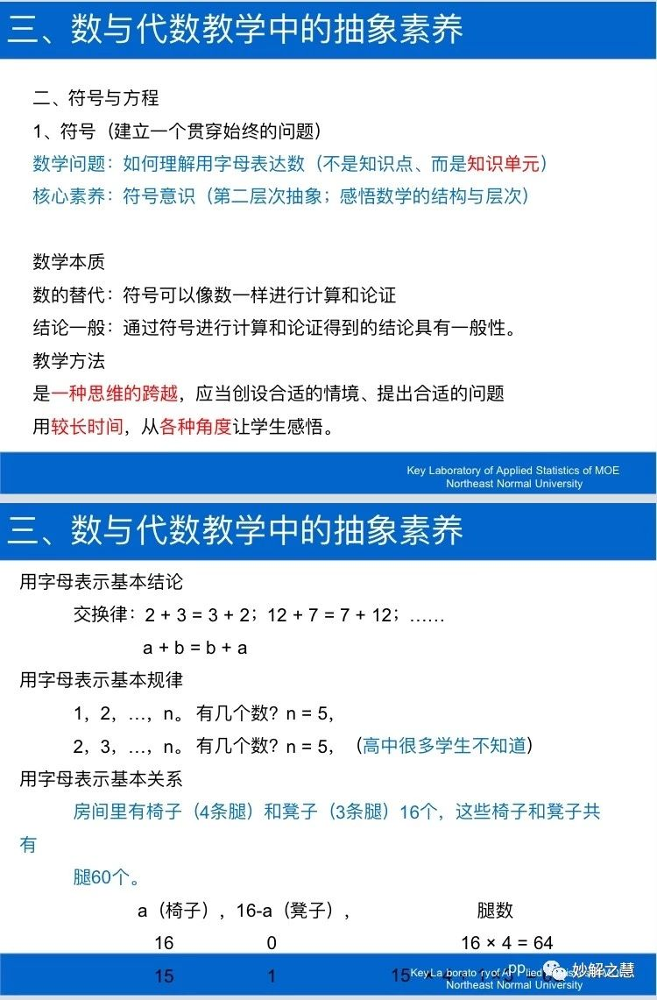 三、数与代数教学中的抽象素养
二、符号与方程
1、符号（建立一个贯穿始终的问题）
数学问题：如何理解用字母表达数（不是知识点、而是知识单元）
核心素养：符号意识（第二层次抽象；感悟数学的结构与层次）
数学本质
数的替代：符号可以像数一样进行计算和论证
结论一般：通过符号进行计算和论证得到的结论具有一般性。
教学方法
是一种思维的跨越，应当创设合适的情境、提出合适的问题
用较长时间，从各种角度让学生感悟。
Key Laboratory of Applied Statistics of MOE
Northeast Normal University
三、数与代数教学中的抽象素养
用字母表示基本结论
交换律：2 + 3 = 3 + 2；12 + 7 = 7 + 12；……
a + b = b + a
用字母表示基本规律
1，2，…，n。有几个数？n = 5，
2，3，…，n。有几个数？n = 5，（高中很多学生不知道）
用字母表示基本关系
房间里有椅子（4条腿）和凳子（3条腿）16个，这些椅子和凳子共
有
腿60个。
a（椅子），16-a（凳子）， 腿数
16 0 16 × 4 = 64
15 1 15
妙解之慧
Northeast Normal University